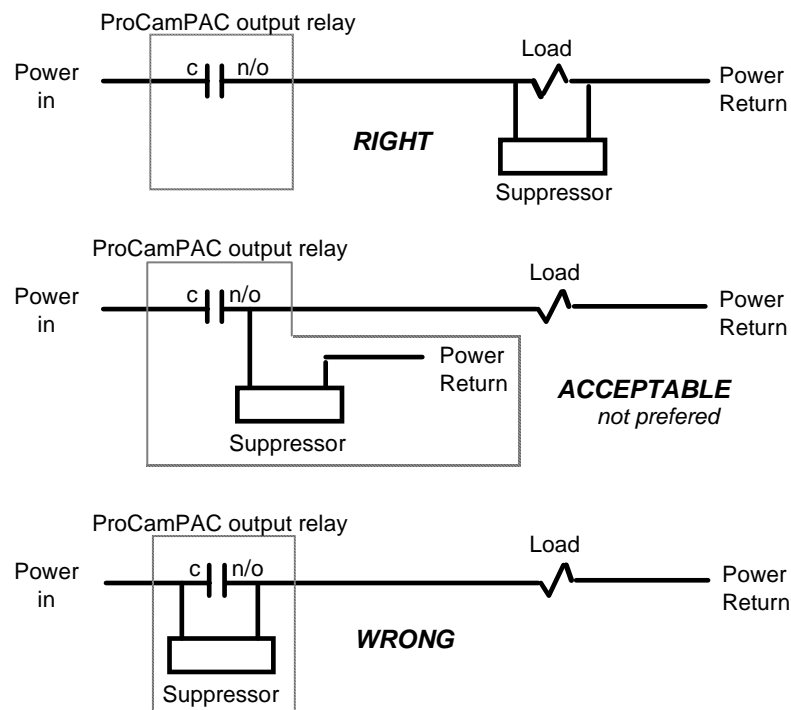 ProCamPAC output relay
Power
in
c
n/o
Load
Power
Return
RIGHT
Suppressor
ProCamPAC output relay
Power
in
c
n/o
Load
Power
Return
Power
Return
Suppressor
ACCEPTABLE
not prefered
ProCamPAC output relay
Power
in
c
n/o
Load
Power
Return
WRONG
Suppressor